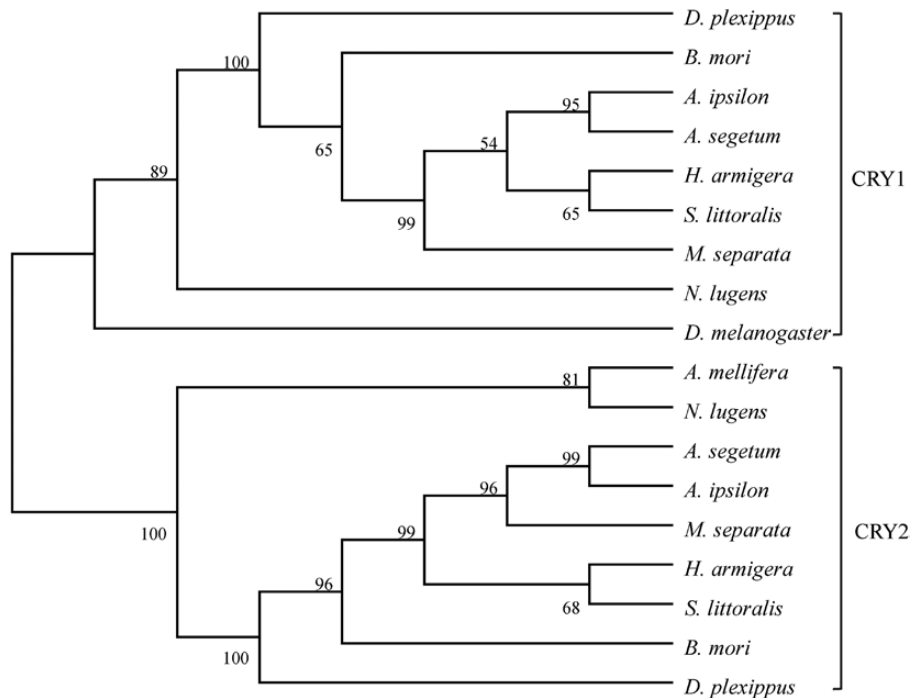 D. plexippus
B. mori
100
A. ipsilon
95
A. segetum
54
65
H. armigera
89
CRY1
S. littoralis
65
99
M. separata
N. lugens
D. melanogaster
A. mellifera
81
N. lugens
A. segetum
99
A. ipsilon
96
M. separata
99
CRY2
100
H. armigera
96
S. littoralis
68
B. mori
100
D. plexippus